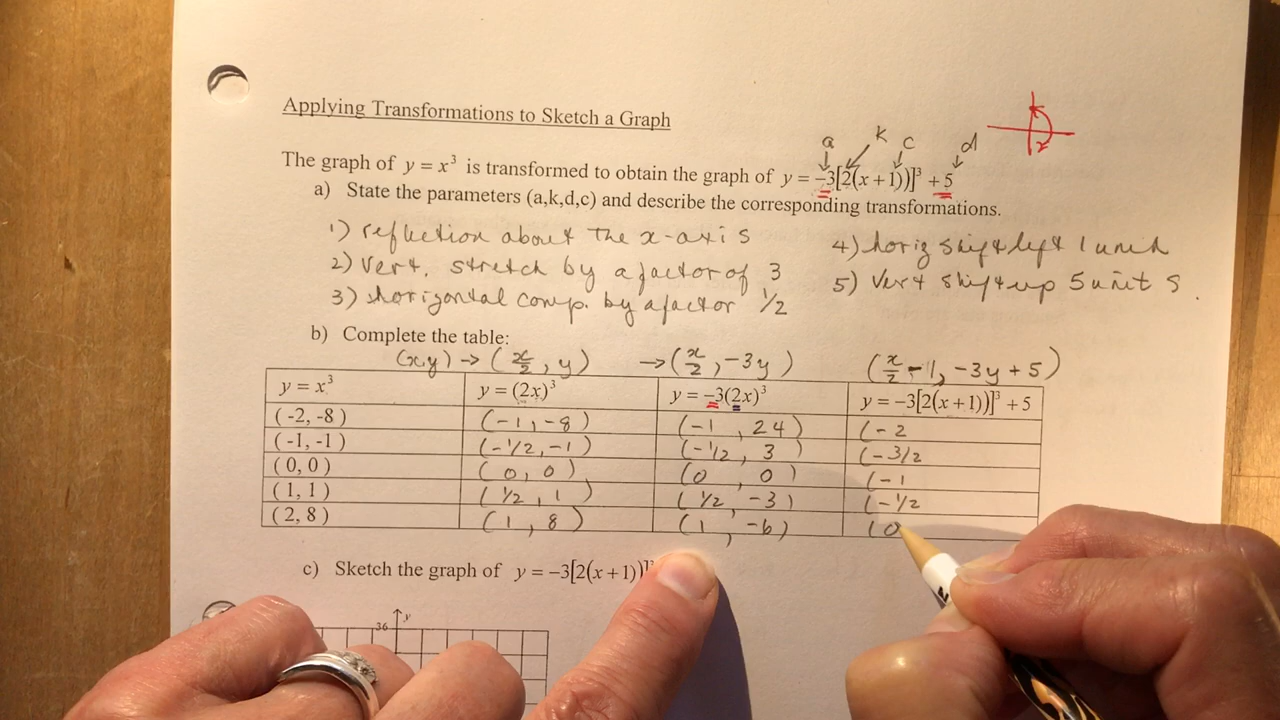 Applying Transformations to Sketch a Graph
a k c d
The graph of y = x³ is transformed to obtain the graph of y = −3[2(x+1))]³ + 5
a) State the parameters (a,k,d,c) and describe the corresponding transformations.
1) reflection about the x-axis
2) Vert. stretch by a factor of 3
3) horizontal comp. by a factor 1/2
4) horiz shift left 1 unit
5) Vert shift up 5 units.
b) Complete the table:
(x,y) → (x/2, y) → (x/2, −3y) (x/2 − 1, −3y + 5)
y = x³ y = (2x)³ y = −3(2x)³ y = −3[2(x+1))]³ + 5
(-2, -8) (-1, -8) (-1, 24) (-2
(-1, -1) (-1/2, -1) (-1/2, 3) (-3/2
(0, 0) (0, 0) (0, 0) (-1
(1, 1) (1/2, 1) (1/2, -3) (-1/2
(2, 8) (1, 8) (1, -6) (0
c) Sketch the graph of y = −3[2(x+1))]³
y
36